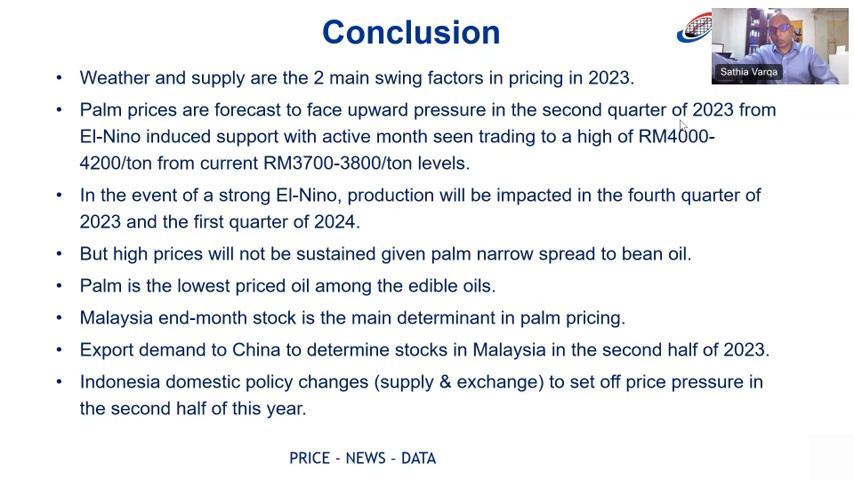 Conclusion
Sathia Varqa
• Weather and supply are the 2 main swing factors in pricing in 2023.
• Palm prices are forecast to face upward pressure in the second quarter of 2023 from
El-Nino induced support with active month seen trading to a high of RM4000-
4200/ton from current RM3700-3800/ton levels.
• In the event of a strong El-Nino, production will be impacted in the fourth quarter of
2023 and the first quarter of 2024.
• But high prices will not be sustained given palm narrow spread to bean oil.
• Palm is the lowest priced oil among the edible oils.
• Malaysia end-month stock is the main determinant in palm pricing.
• Export demand to China to determine stocks in Malaysia in the second half of 2023.
• Indonesia domestic policy changes (supply & exchange) to set off price pressure in
the second half of this year.
PRICE - NEWS - DATA